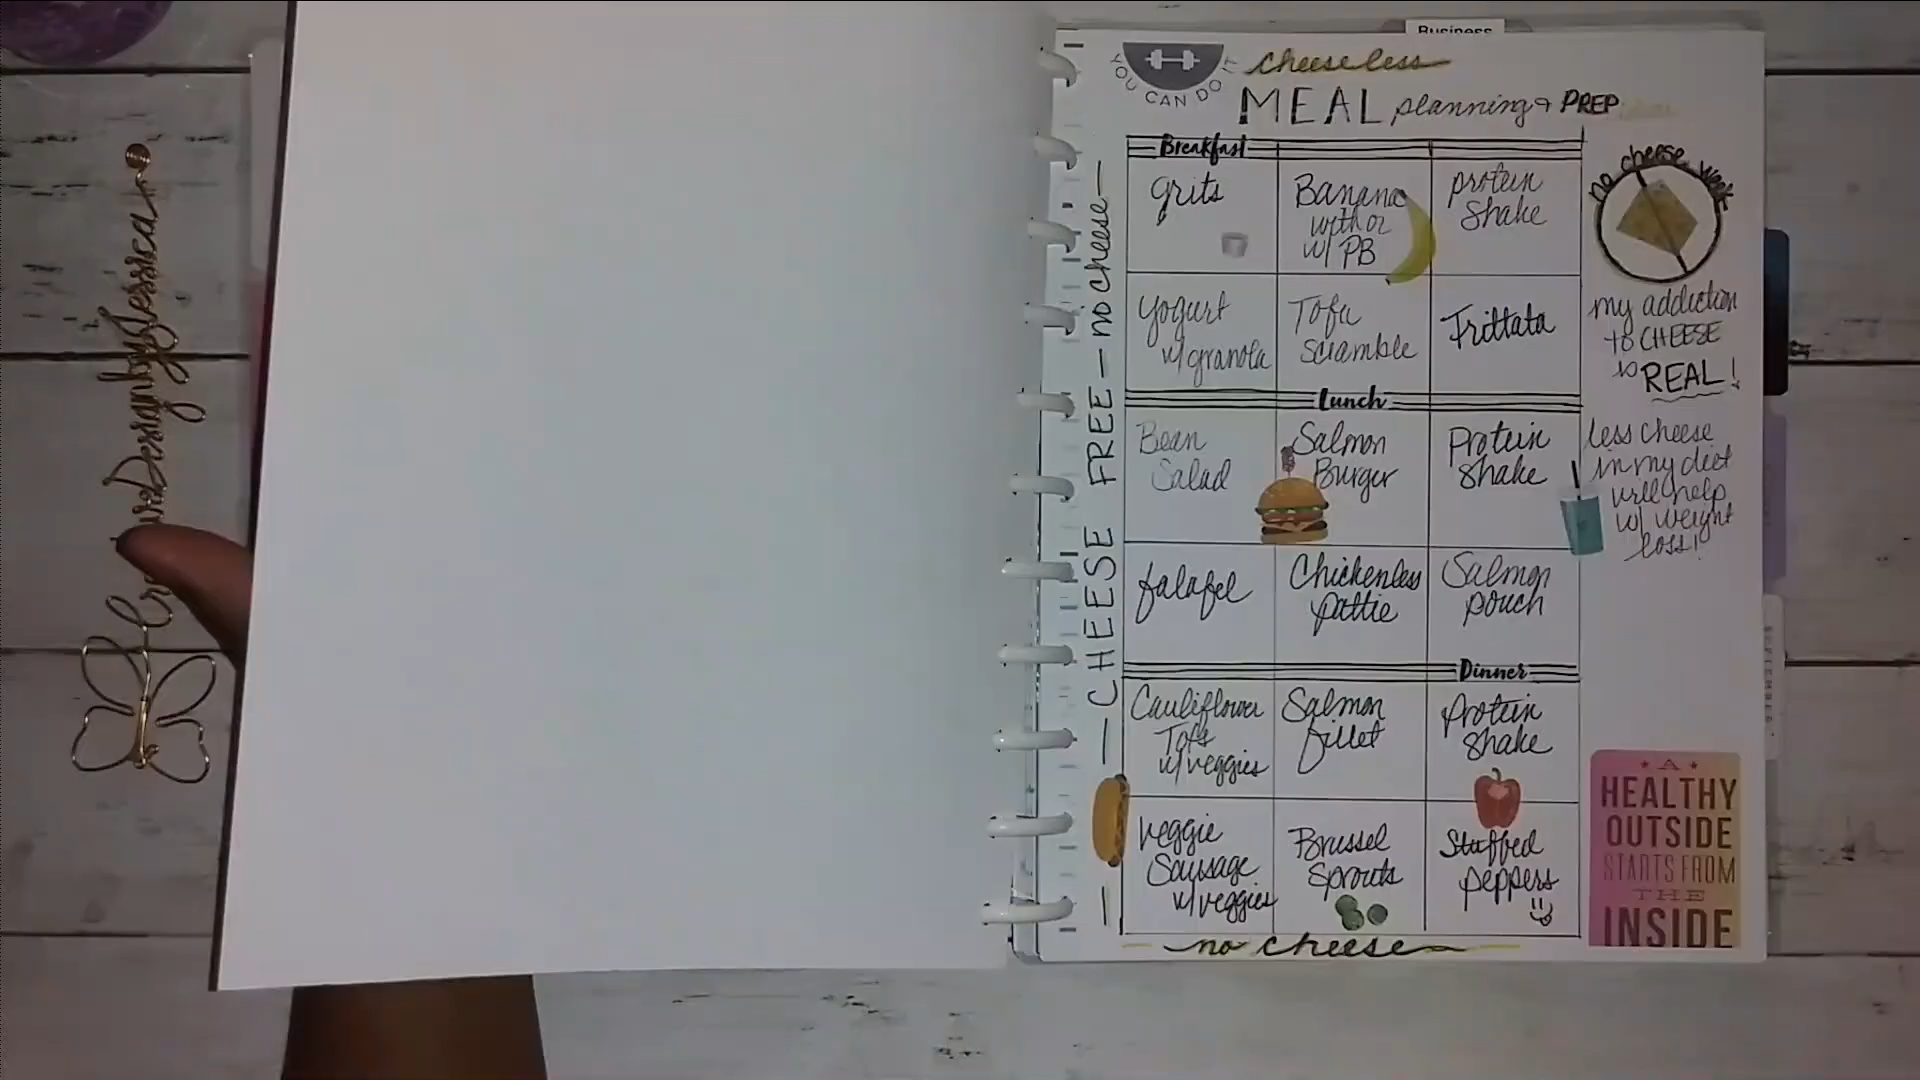 Business
YOU CAN DO IT
cheeseless
MEAL planning & PREP
Breakfast
grits
Banana
with or
w/ PB
protein
shake
yogurt
w/ granola
Tofu
scramble
Frittata
Lunch
Bean
Salad
Salmon
Burger
Protein
shake
falafel
Chickenless
pattie
Salmon
pouch
Dinner
Cauliflower
Tofu
w/ veggies
Salmon
fillet
Protein
shake
veggie
Sausage
w/ veggies
Brussel
Sprouts
Stuffed
peppers
no cheese
CHEESE FREE - no cheese -
no cheese week
my addiction
to CHEESE
is REAL!
less cheese
in my diet
will help
w/ weight
loss!
A
HEALTHY
OUTSIDE
STARTS FROM
THE
INSIDE